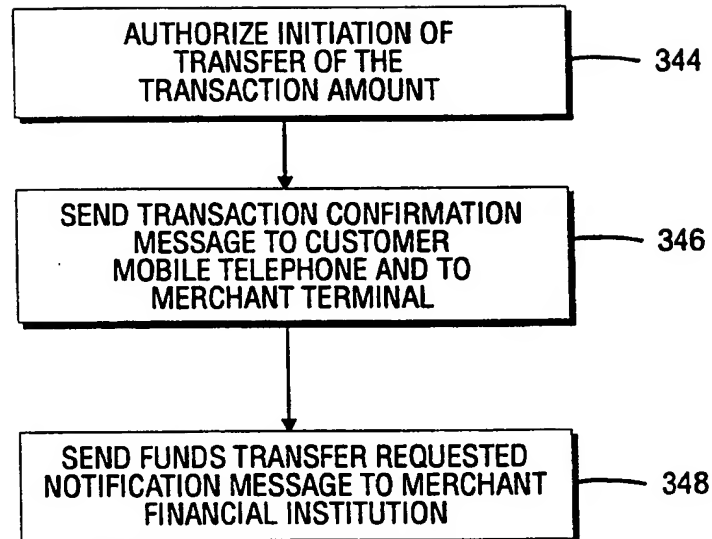 AUTHORIZE INITIATION OF
TRANSFER OF THE
TRANSACTION AMOUNT
344
SEND TRANSACTION CONFIRMATION
MESSAGE TO CUSTOMER
MOBILE TELEPHONE AND TO
MERCHANT TERMINAL
346
SEND FUNDS TRANSFER REQUESTED
NOTIFICATION MESSAGE TO MERCHANT
FINANCIAL INSTITUTION
348